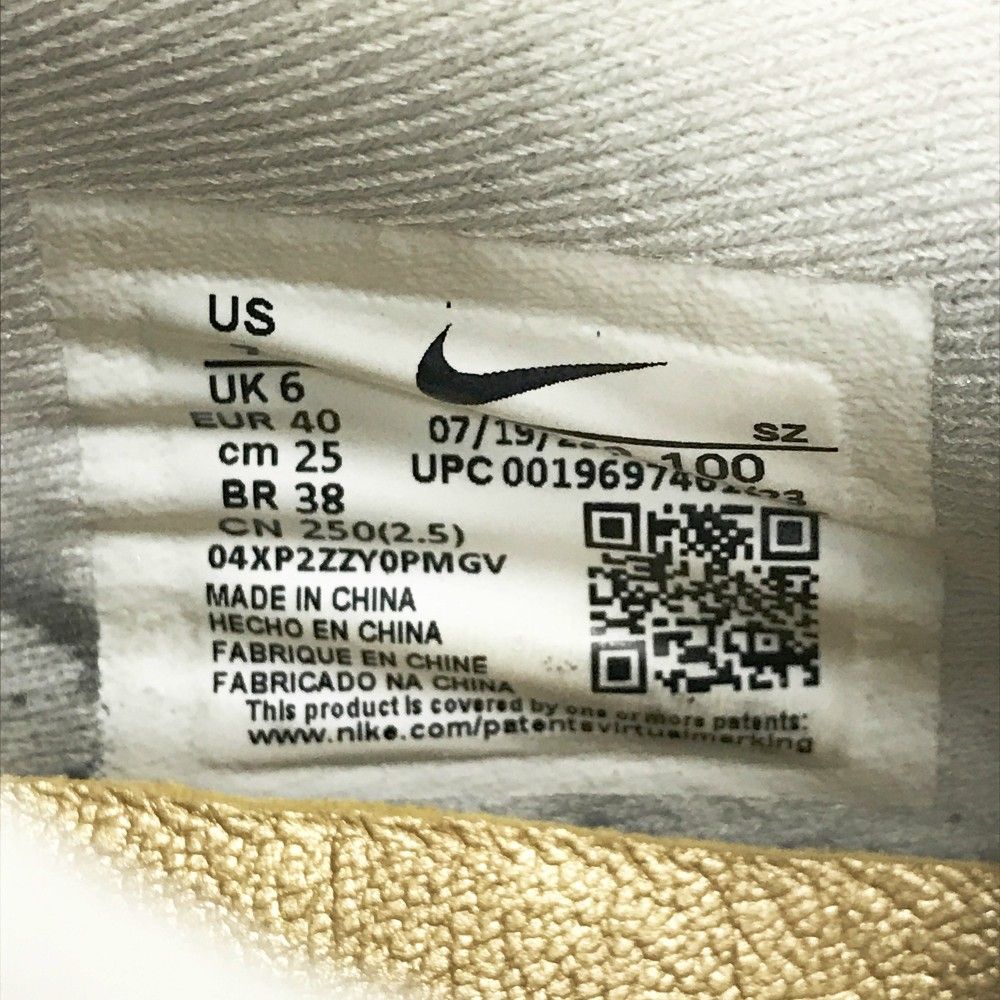 US
UK 6
EUR 40
SZ
cm 25
07/19/
100
BR 38
UPC
CN 250(2.5)
04XP2ZZY0PMGV
MADE IN CHINA
HECHO EN CHINA
FABRIQUE EN CHINE
FABRICADO NA CHINA
This product is covered by one or more patents:
www.nike.com/patentsvirtualmarking